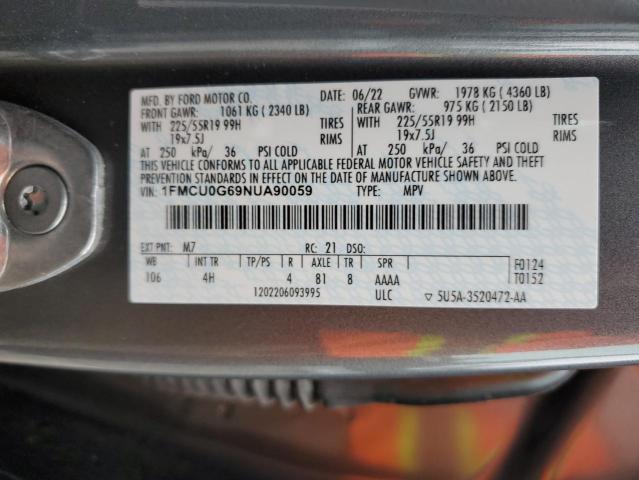 MFD. BY FORD MOTOR CO.
DATE: 06/22 GVWR: 1978 KG ( 4360 LB)
FRONT GAWR: 1061 KG ( 2340 LB)
REAR GAWR: 975 KG ( 2150 LB)
WITH 225/55R19 99H TIRES
WITH 225/55R19 99H TIRES
19x7.5J RIMS
19x7.5J RIMS
AT 250 kPa/ 36 PSI COLD
AT 250 kPa/ 36 PSI COLD
THIS VEHICLE CONFORMS TO ALL APPLICABLE FEDERAL MOTOR VEHICLE SAFETY AND THEFT
PREVENTION STANDARDS IN EFFECT ON THE DATE OF MANUFACTURE SHOWN ABOVE.
VIN: 1FMCU0G69NUA90059 TYPE: MPV
EXT PNT: M7 RC: 21 DSO:
WB INT TR TP/PS R AXLE TR SPR F0124
106 4H 4 81 8 AAAA T0152
1202206093995 ULC ▽ 5U5A-3520472-AA